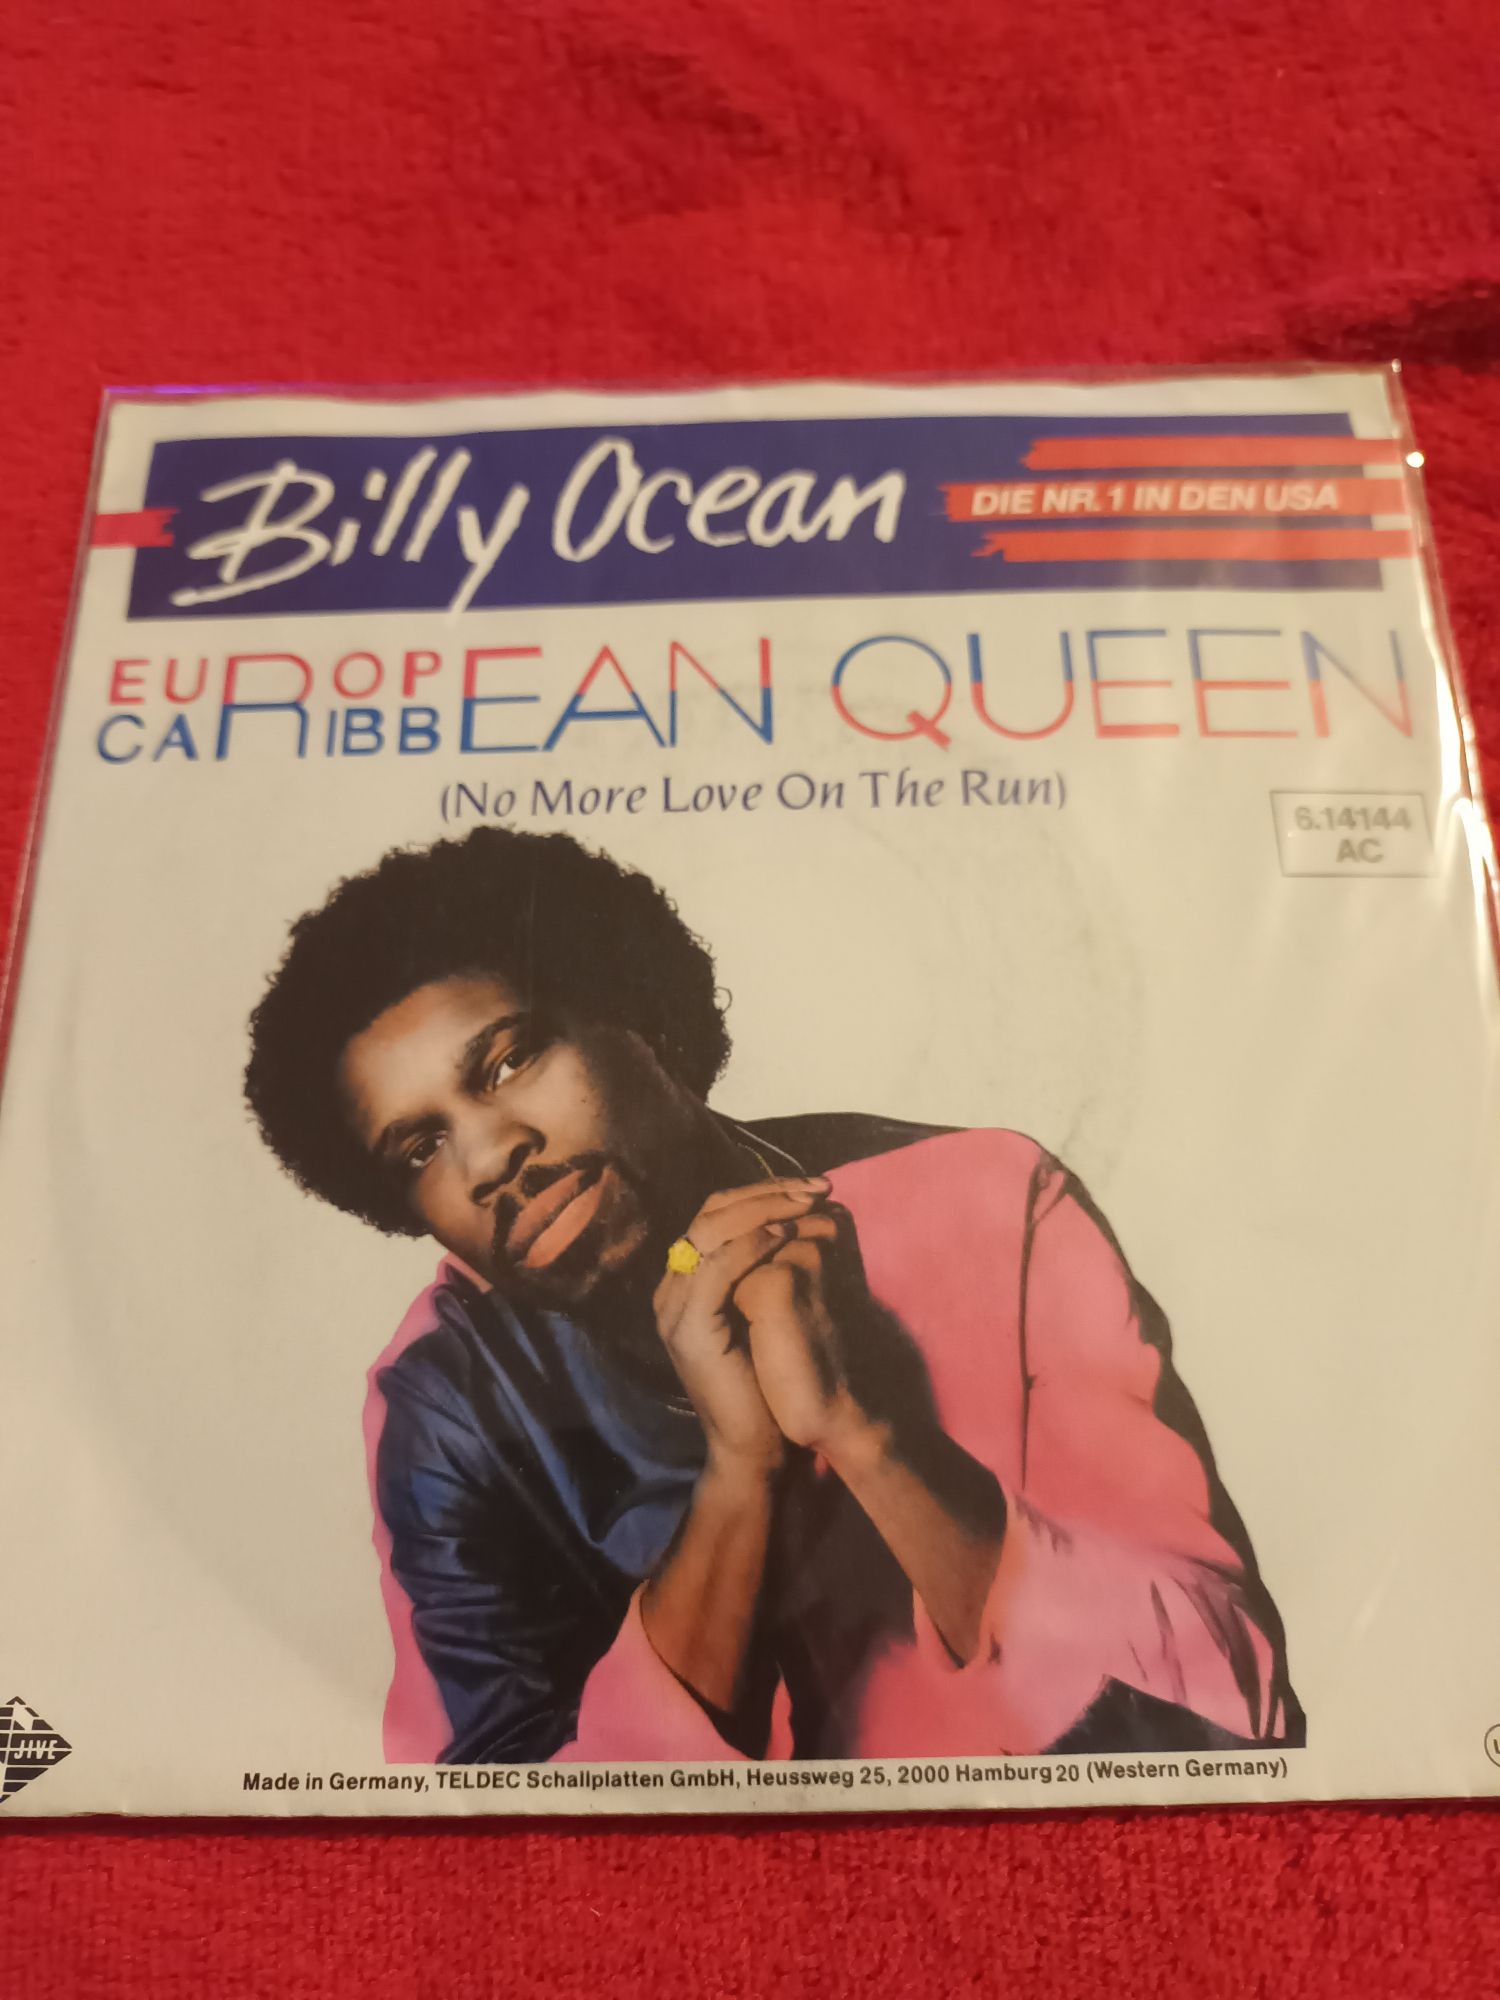 Billy Ocean
DIE NR. 1 IN DEN USA
EUROPEAN QUEEN
CARIBBEAN
(No More Love On The Run)
6.14144
AC
JIVE
Made in Germany, TELDEC Schallplatten GmbH, Heussweg 25, 2000 Hamburg 20 (Western Germany)